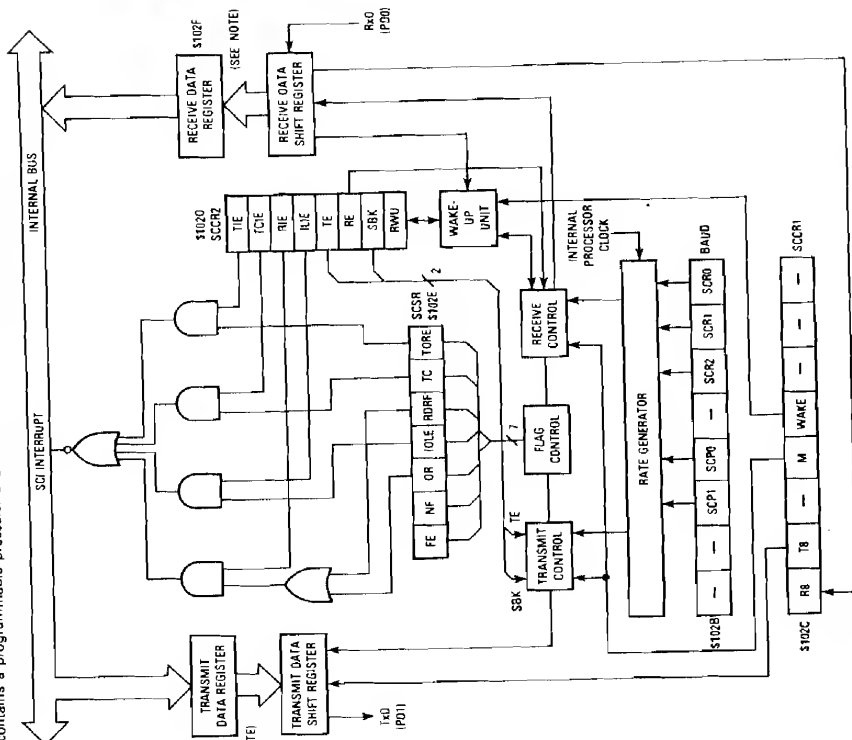 contains a programmable prescaler
INTERNAL BUS
SCI INTERRUPT
TRANSMIT
DATA REGISTER
TE)
TRANSMIT DATA
SHIFT REGISTER
TxD
(PD1)
$1020
SCCR2
TIE
TCIE
RIE
ILIE
TE
RE
SBK
RWU
RECEIVE DATA
REGISTER
$102F
(SEE NOTE)
RECEIVE DATA
SHIFT REGISTER
RxD
(PD0)
SCSR
$102E
FE
NF
OR
IDLE
RDRF
TC
TDRE
2
7
SBK
TE
TRANSMIT
CONTROL
FLAG
CONTROL
RECEIVE
CONTROL
WAKE-
UP
UNIT
INTERNAL
PROCESSOR
CLOCK
RATE GENERATOR
$102B
— — SCP1 SCP0 — SCR2 SCR1 SCR0
BAUD
$102C
R8 T8 — M WAKE — — —
SCCR1